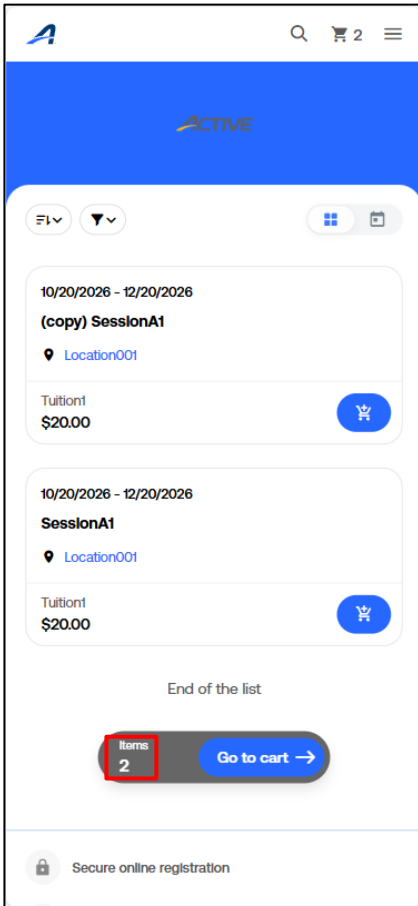 2
ACTIVE
10/20/2026 - 12/20/2026
(copy) SessionA1
Location001
Tuition1
$20.00
10/20/2026 - 12/20/2026
SessionA1
Location001
Tuition1
$20.00
End of the list
Items
2
Go to cart
Secure online registration